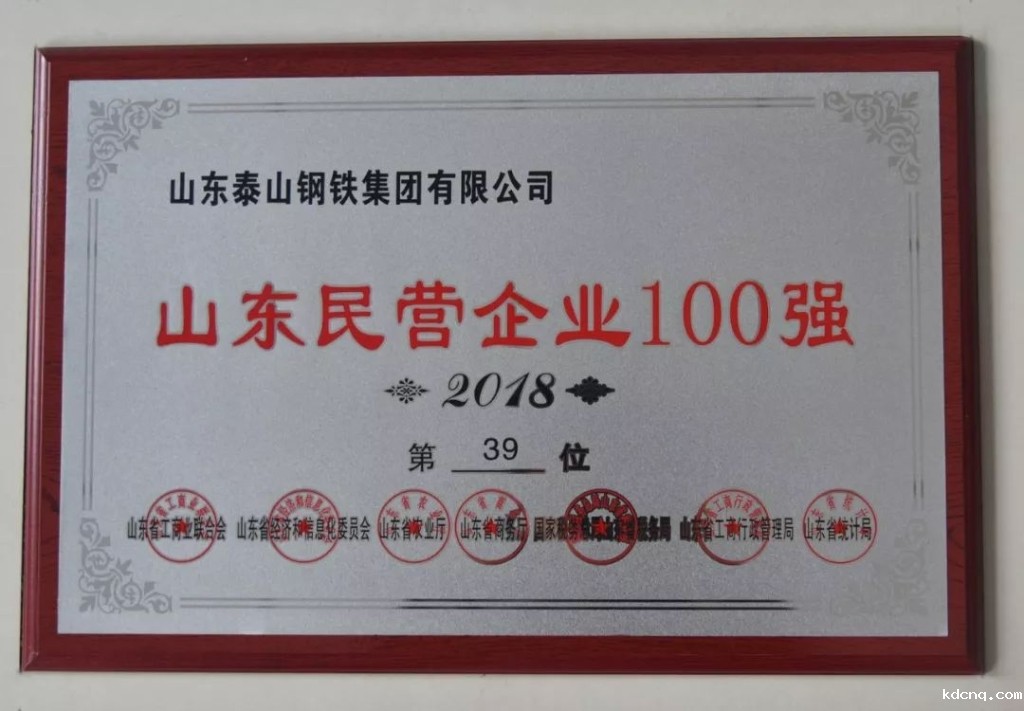 山东泰山钢铁集团有限公司
山东民营企业100强
2018
第 39 位
山东省工商业联合会 山东省经济和信息化委员会 山东省农业厅 山东省商务厅 国家税务总局山东省税务局 山东省工商行政管理局 山东省统计局
kdcnq.com